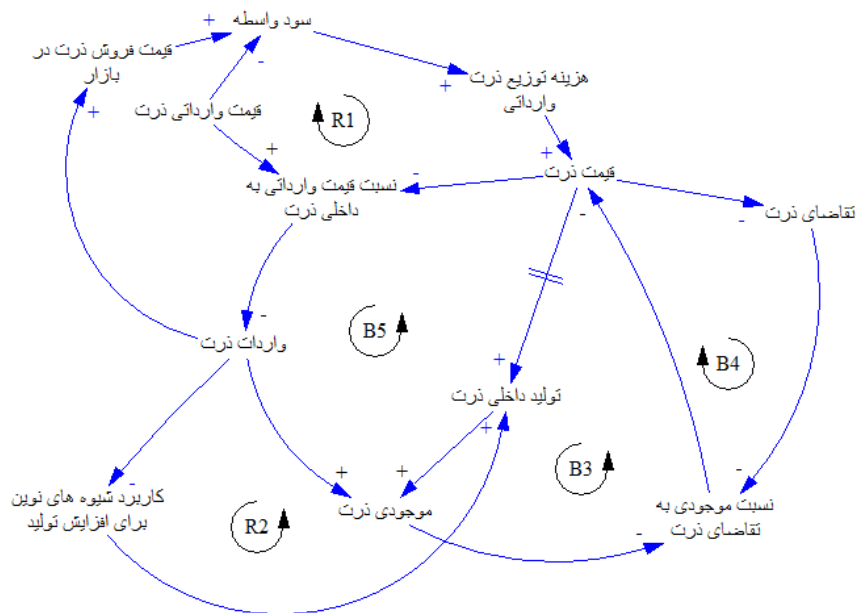 سود واسطه
+
قیمت فروش ذرت در
بازار
+
-
هزینه توزیع ذرت
وارداتی
+
قیمت وارداتی ذرت
R1
+
+
قیمت ذرت
-
نسبت قیمت وارداتی به
داخلی ذرت
-
-
تقاضای ذرت
B5
-
واردات ذرت
B4
+
تولید داخلی ذرت
+
B3
+
+
-
-
کاربرد شیوه های نوین
برای افزایش تولید
R2
موجودی ذرت
نسبت موجودی به
تقاضای ذرت
-